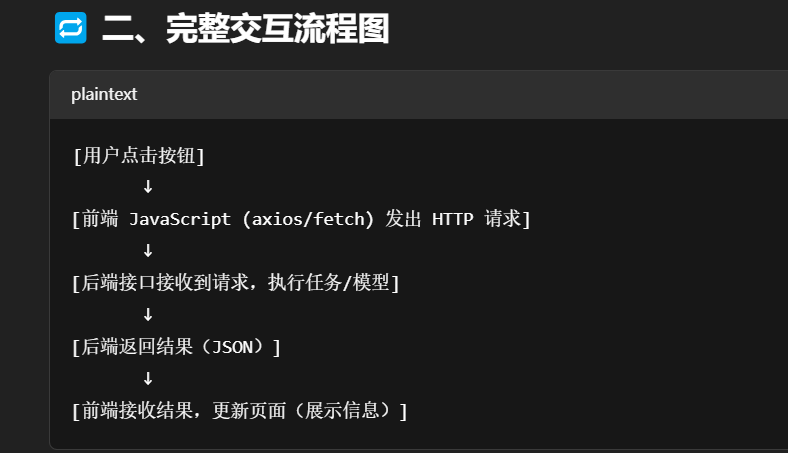 🔁 二、完整交互流程图
plaintext
[用户点击按钮]
↓
[前端 JavaScript (axios/fetch) 发出 HTTP 请求]
↓
[后端接口接收到请求，执行任务/模型]
↓
[后端返回结果（JSON）]
↓
[前端接收结果，更新页面（展示信息）]